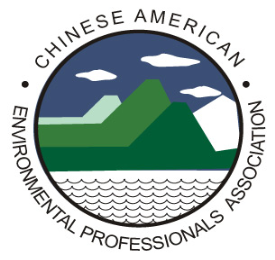 CHINESE AMERICAN
ENVIRONMENTAL PROFESSIONALS ASSOCIATION